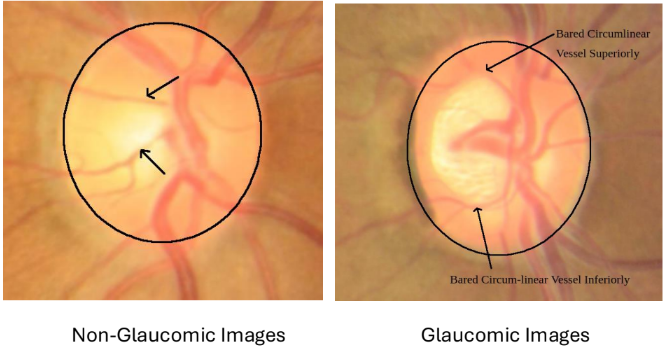 Bared Circumlinear
Vessel Superiorly
Bared Circum-linear Vessel Inferiorly
Non-Glaucomic Images
Glaucomic Images